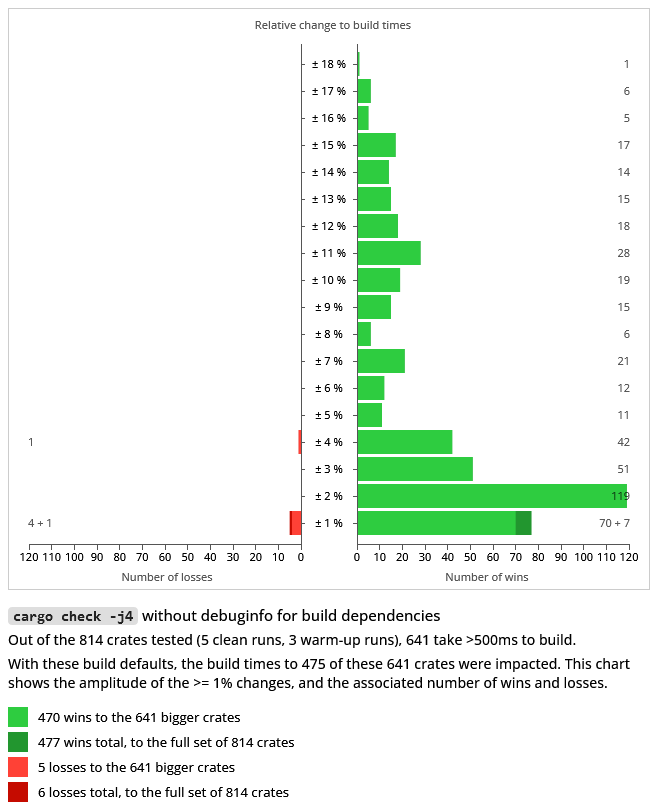 Relative change to build times
± 18 % 1
± 17 % 6
± 16 % 5
± 15 % 17
± 14 % 14
± 13 % 15
± 12 % 18
± 11 % 28
± 10 % 19
± 9 % 15
± 8 % 6
± 7 % 21
± 6 % 12
± 5 % 11
1 ± 4 % 42
± 3 % 51
± 2 % 119
4 + 1 ± 1 % 70 + 7
120 110 100 90 80 70 60 50 40 30 20 10 0 0 10 20 30 40 50 60 70 80 90 100 110 120
Number of losses Number of wins
cargo check -j4 without debuginfo for build dependencies
Out of the 814 crates tested (5 clean runs, 3 warm-up runs), 641 take >500ms to build.
With these build defaults, the build times to 475 of these 641 crates were impacted. This chart
shows the amplitude of the >= 1% changes, and the associated number of wins and losses.
470 wins to the 641 bigger crates
477 wins total, to the full set of 814 crates
5 losses to the 641 bigger crates
6 losses total, to the full set of 814 crates